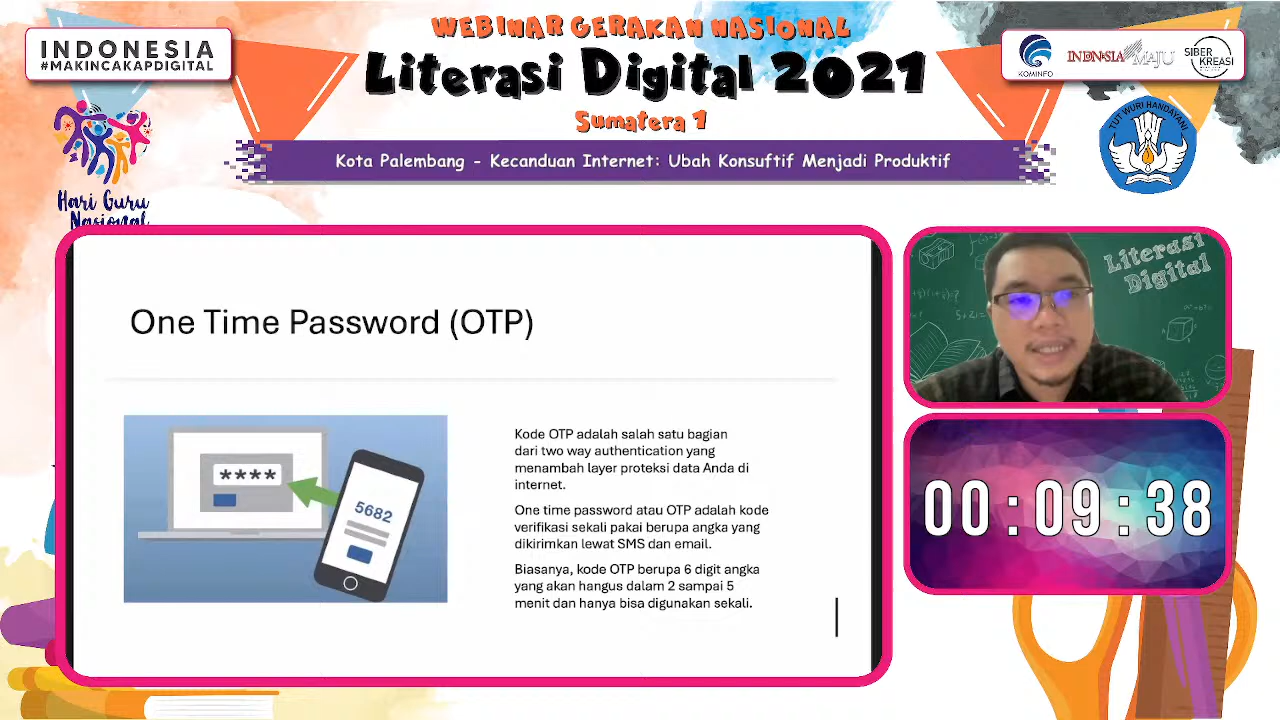 INDONESIA
#MAKINCAKAPDIGITAL
WEBINAR GERAKAN NASIONAL
Literasi Digital 2021
Sumatera 1
Kota Palembang - Kecanduan Internet: Ubah Konsuftif Menjadi Produktif
KOMINFO
INDONESIA MAJU
SIBER
KREASI
TUT WURI HANDAYANI
Hari Guru
Nasional
One Time Password (OTP)
****
5682
Kode OTP adalah salah satu bagian
dari two way authentication yang
menambah layer proteksi data Anda di
internet.
One time password atau OTP adalah kode
verifikasi sekali pakai berupa angka yang
dikirimkan lewat SMS dan email.
Biasanya, kode OTP berupa 6 digit angka
yang akan hangus dalam 2 sampai 5
menit dan hanya bisa digunakan sekali.
Literasi
Digital
00:09:38